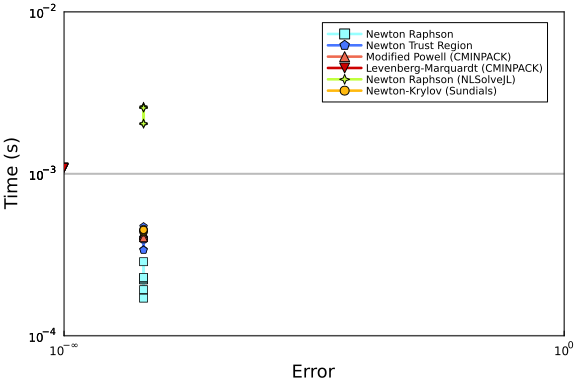 10⁻²
Newton Raphson
Newton Trust Region
Modified Powell (CMINPACK)
Levenberg-Marquardt (CMINPACK)
Newton Raphson (NLSolveJL)
Newton-Krylov (Sundials)
Time (s)
10⁻³
10⁻⁴
10⁻∞ 10⁰
Error